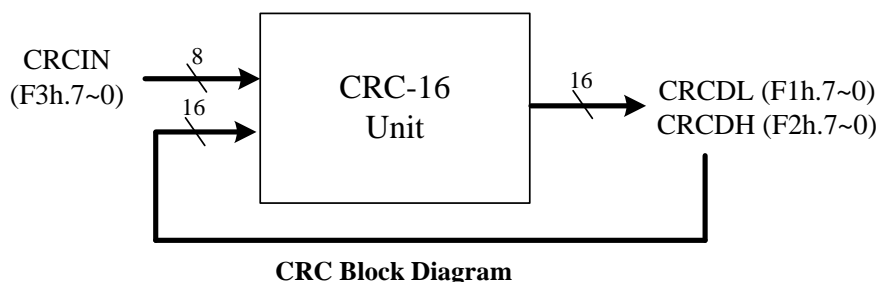 CRCIN
(F3h.7~0)
8
16
CRC-16
Unit
16
CRCDL (F1h.7~0)
CRCDH (F2h.7~0)
CRC Block Diagram